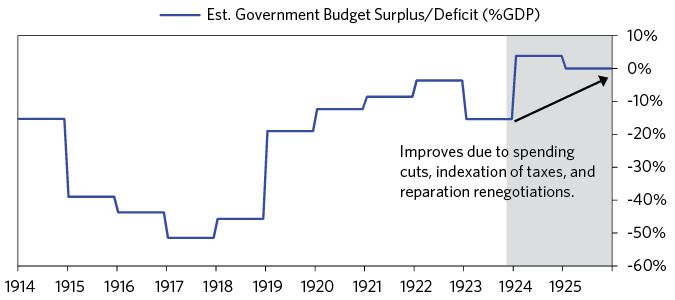 Est. Government Budget Surplus/Deficit (%GDP)
10%
0%
-10%
-20%
-30%
-40%
-50%
-60%
Improves due to spending
cuts, indexation of taxes, and
reparation renegotiations.
1914 1915 1916 1917 1918 1919 1920 1921 1922 1923 1924 1925